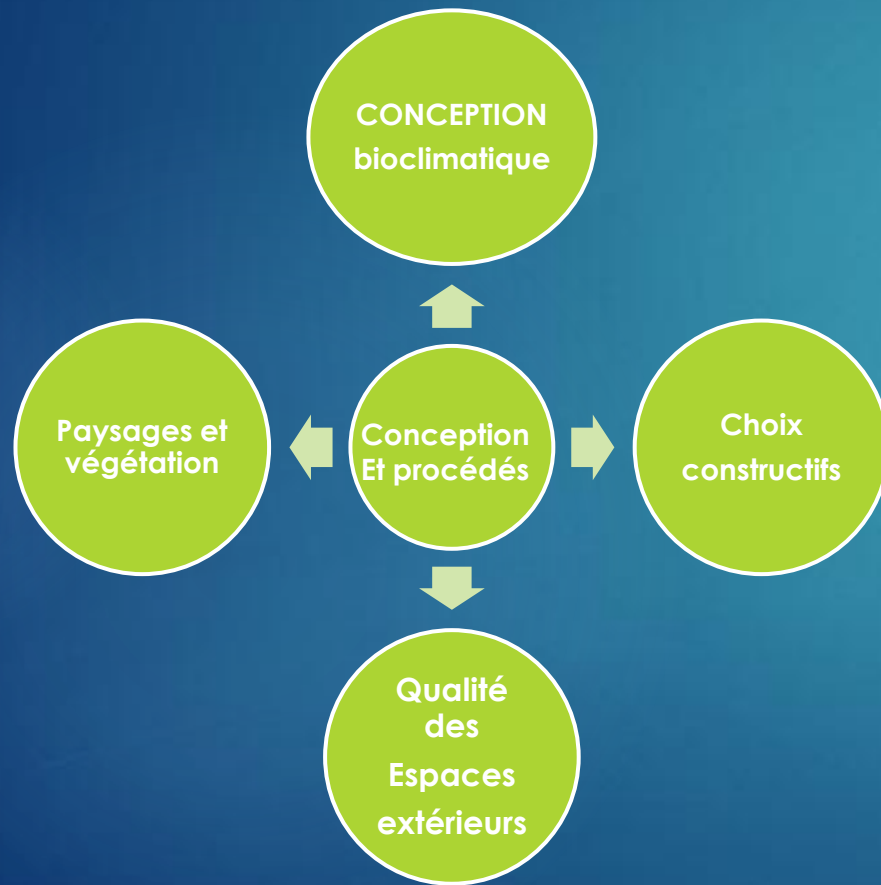 CONCEPTION
bioclimatique
Paysages et
végétation
Conception
Et procédés
Choix
constructifs
Qualité
des
Espaces
extérieurs